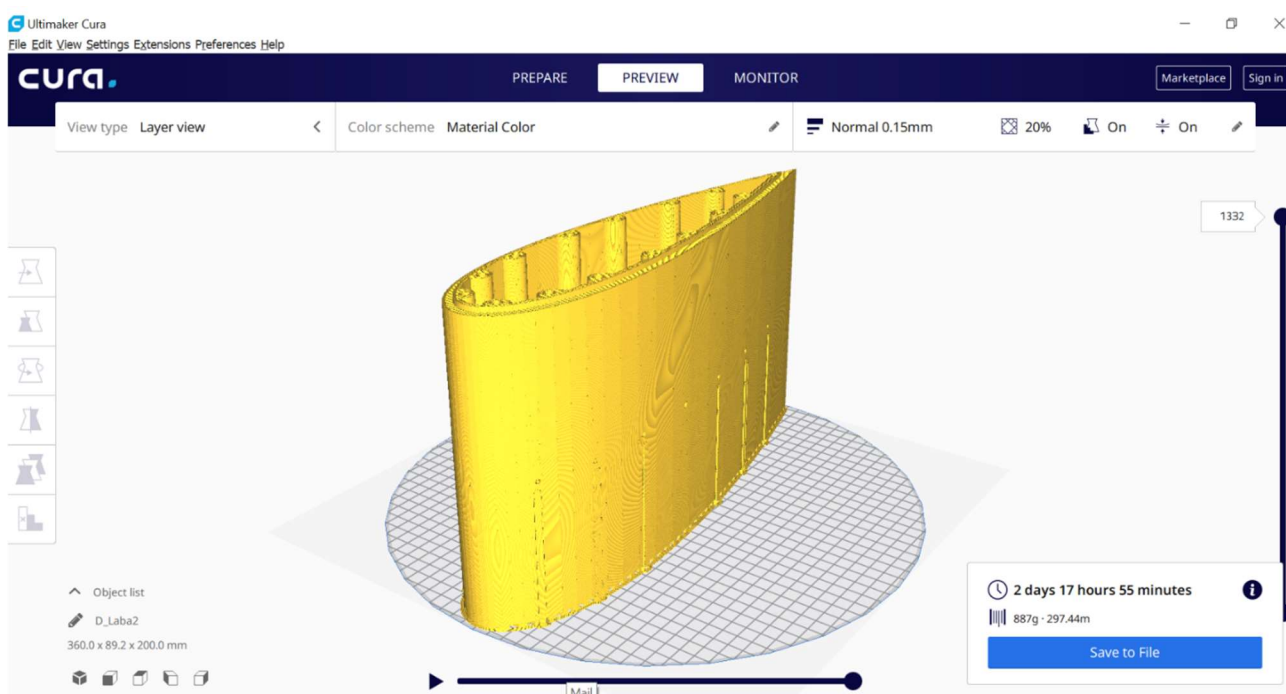 Ultimaker Cura
File Edit View Settings Extensions Preferences Help
cura.
PREPARE PREVIEW MONITOR
Marketplace Sign in
View type Layer view
Color scheme Material Color
Normal 0.15mm 20% On On
1332
Object list
D_Laba2
360.0 x 89.2 x 200.0 mm
2 days 17 hours 55 minutes
887g · 297.44m
Save to File
Mail